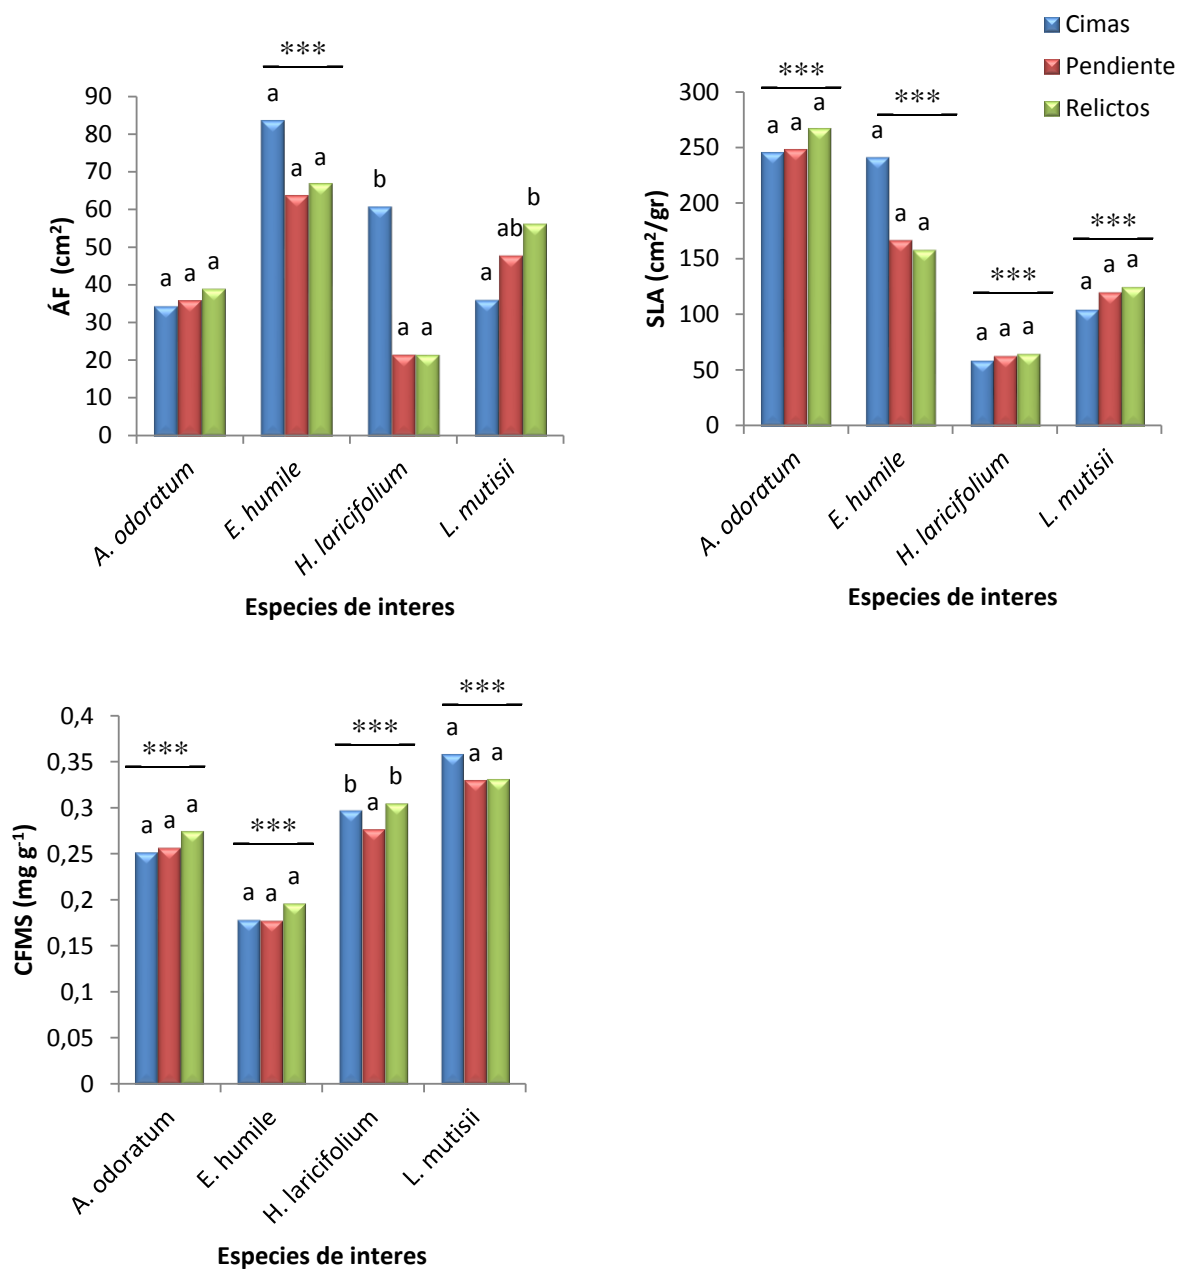 Cimas
Pendiente
Relictos
***
90
80
70
60
50
40
30
20
10
0
ÁF (cm²)
a a a
a a a
b a a
a ab b
A. odoratum
E. humile
H. laricifolium
L. mutisii
Especies de interes
***
***
***
***
300
250
200
150
100
50
0
SLA (cm²/gr)
a a a
a a a
a a a
a a a
A. odoratum
E. humile
H. laricifolium
L. mutisii
Especies de interes
***
***
***
***
0,4
0,35
0,3
0,25
0,2
0,15
0,1
0,05
0
CFMS (mg g⁻¹)
a a a
a a a
b a b
a a a
A. odoratum
E. humile
H. laricifolium
L. mutisii
Especies de interes